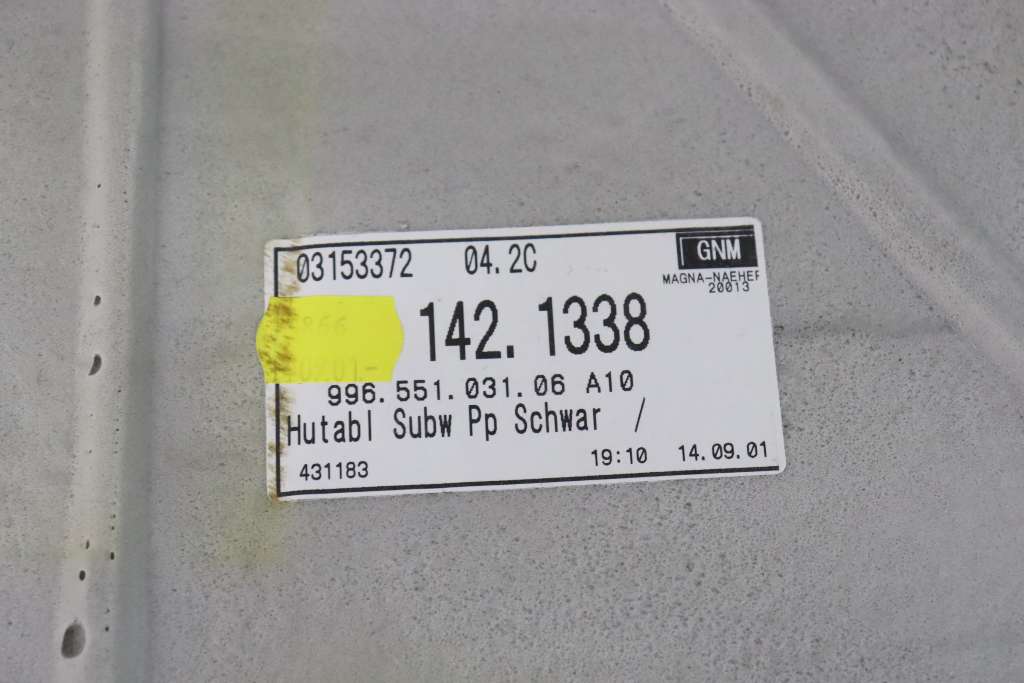 03153372 04.2C
GNM
MAGNA-NAEHER
20013
142.1338
996.551.031.06 A10
Hutabl Subw Pp Schwar /
431183 19:10 14.09.01